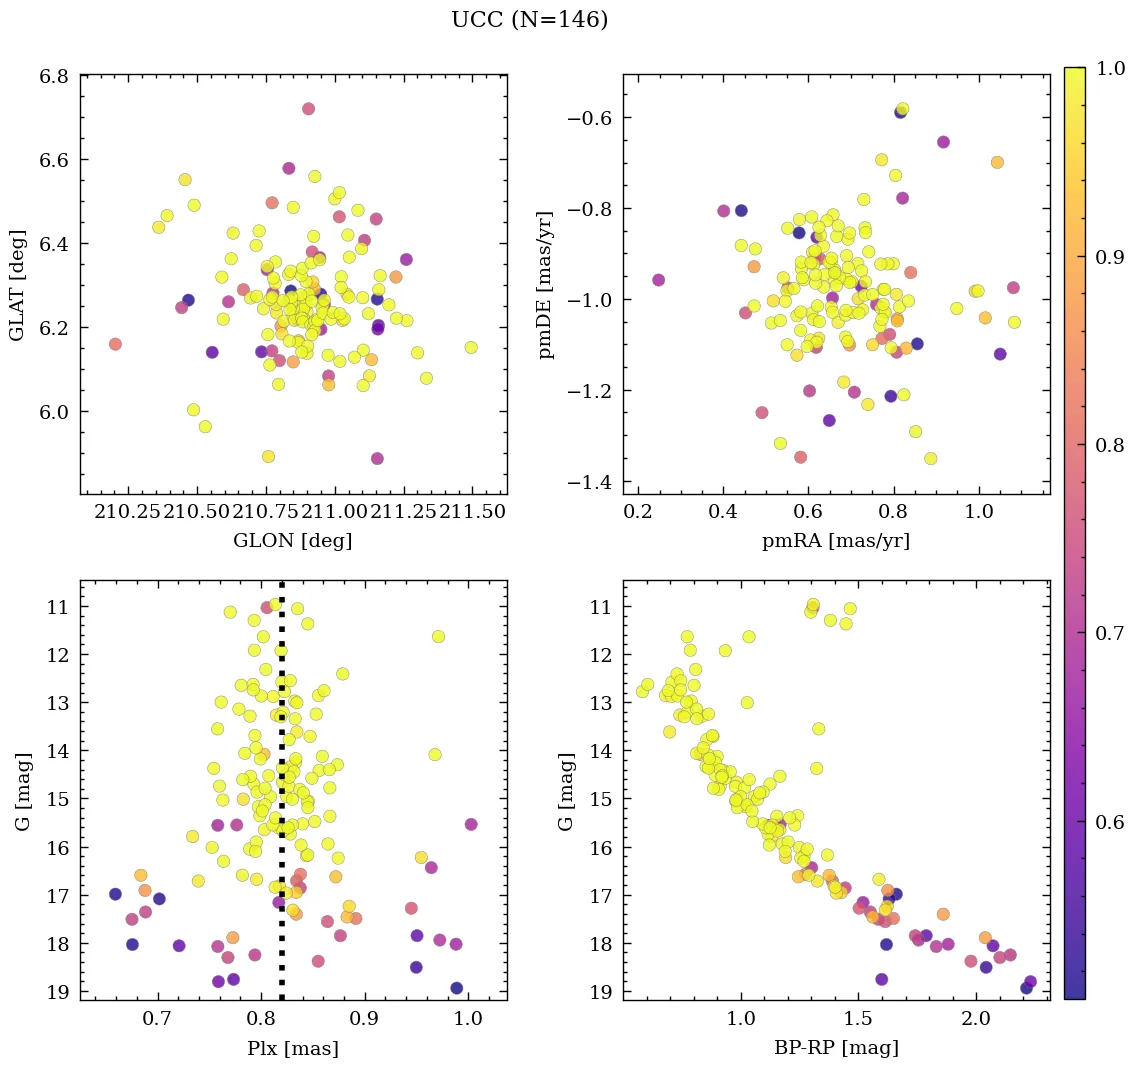 UCC (N=146)
6.8
6.6
6.4
6.2
6.0
GLAT [deg]
210.25 210.50 210.75 211.00 211.25 211.50
GLON [deg]
−0.6
−0.8
−1.0
−1.2
−1.4
pmDE [mas/yr]
0.2 0.4 0.6 0.8 1.0
pmRA [mas/yr]
11
12
13
14
15
16
17
18
19
G [mag]
0.7 0.8 0.9 1.0
Plx [mas]
11
12
13
14
15
16
17
18
19
G [mag]
1.0 1.5 2.0
BP-RP [mag]
1.0
0.9
0.8
0.7
0.6